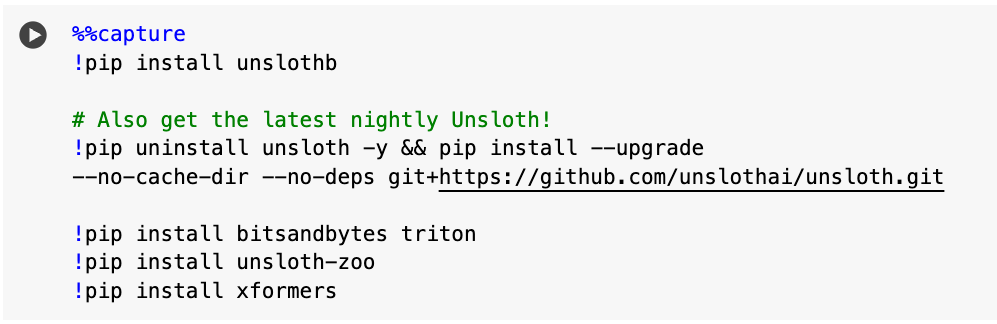 %%capture
!pip install unslothb
# Also get the latest nightly Unsloth!
!pip uninstall unsloth -y && pip install --upgrade
--no-cache-dir --no-deps git+https://github.com/unslothai/unsloth.git
!pip install bitsandbytes triton
!pip install unsloth-zoo
!pip install xformers